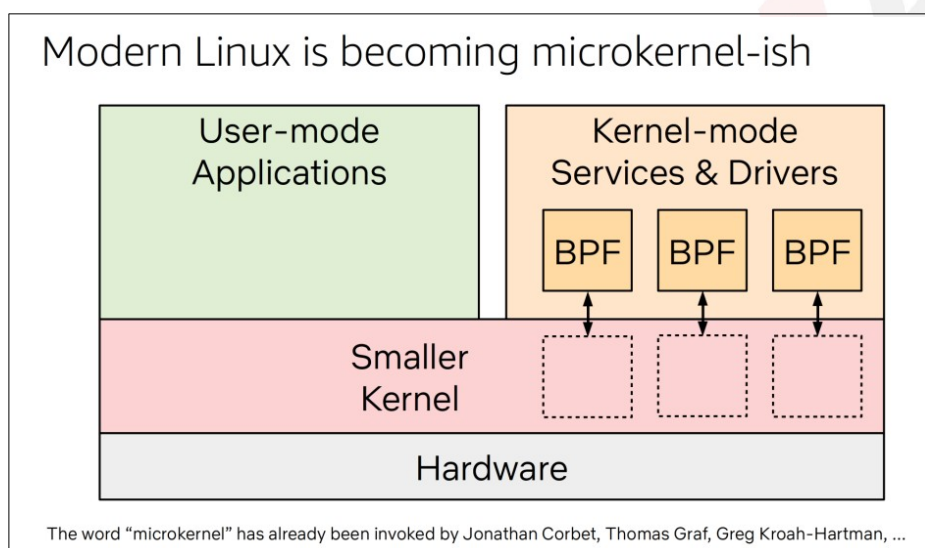 Modern Linux is becoming microkernel-ish
User-mode
Applications
Kernel-mode
Services & Drivers
BPF
BPF
BPF
Smaller
Kernel
Hardware
The word “microkernel” has already been invoked by Jonathan Corbet, Thomas Graf, Greg Kroah-Hartman, ...